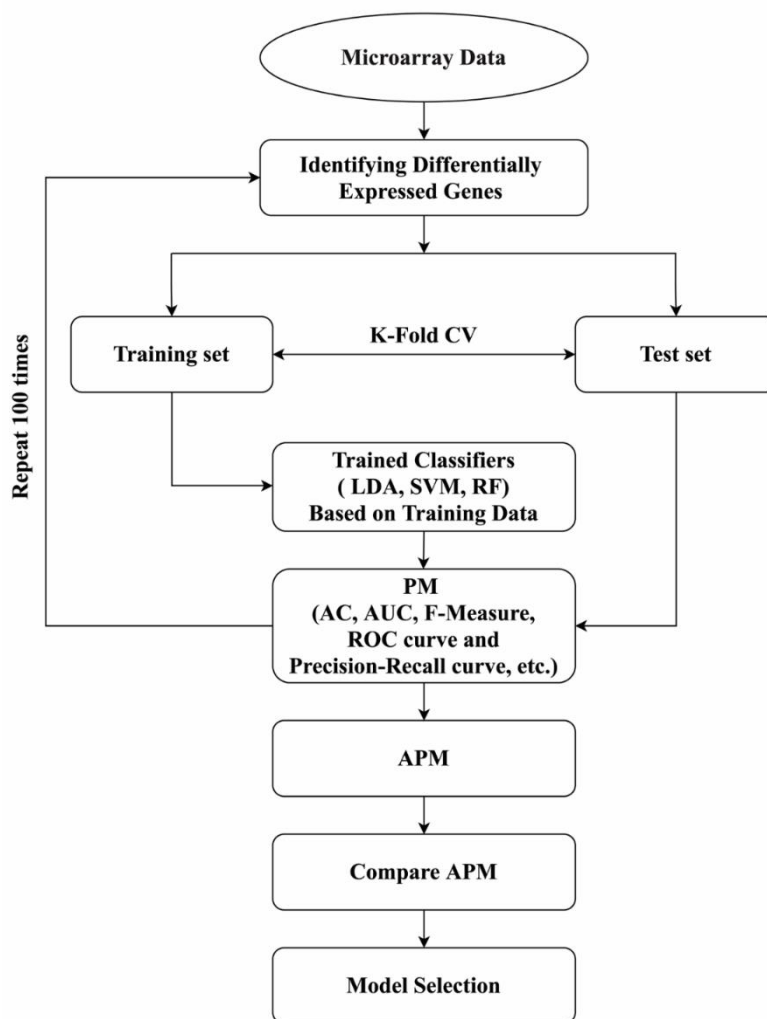 Microarray Data
Identifying Differentially
Expressed Genes
Training set
K-Fold CV
Test set
Repeat 100 times
Trained Classifiers
( LDA, SVM, RF)
Based on Training Data
PM
(AC, AUC, F-Measure,
ROC curve and
Precision-Recall curve, etc.)
APM
Compare APM
Model Selection